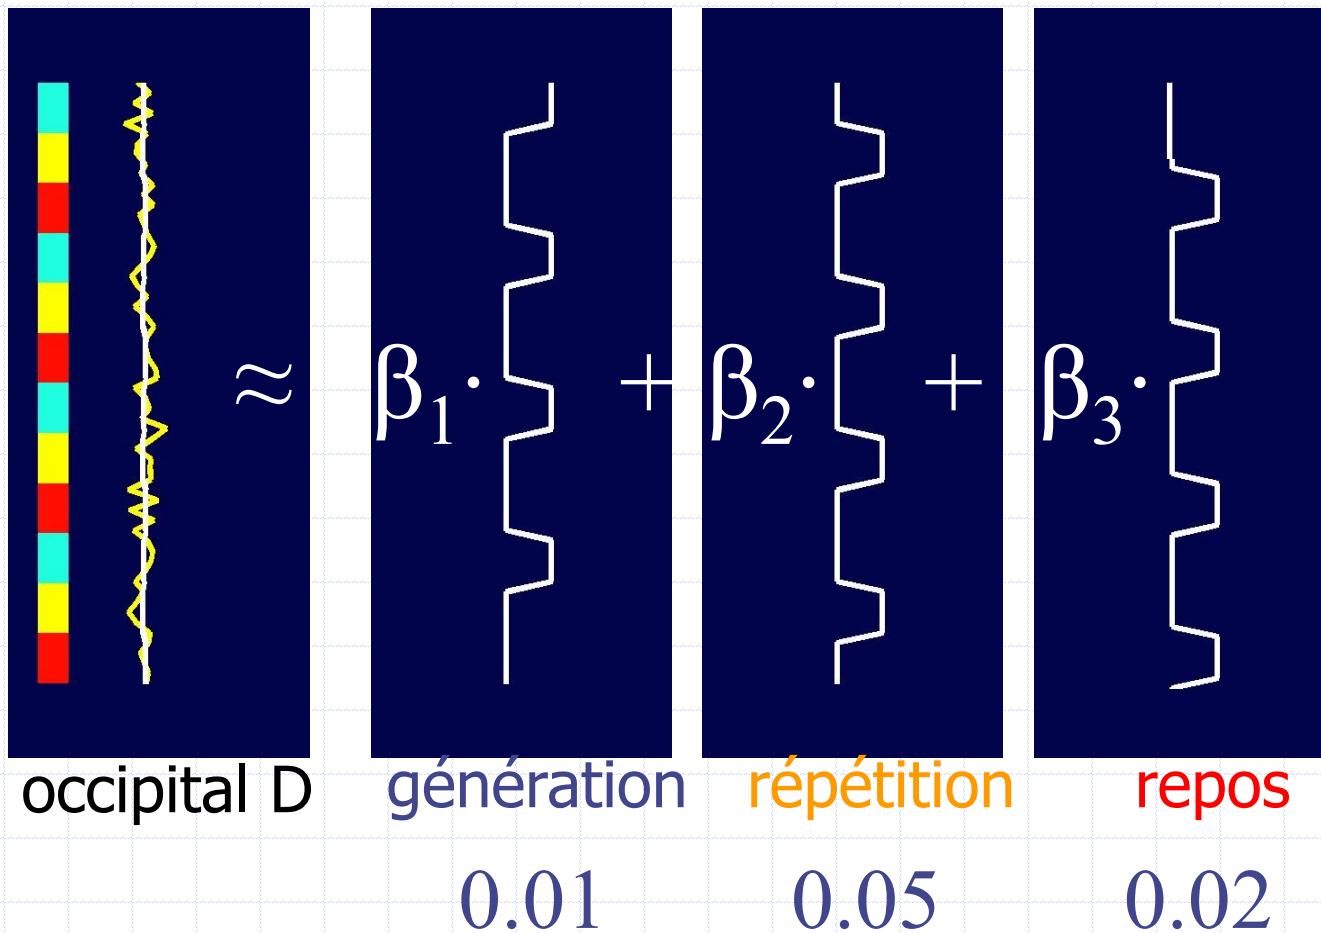 ≈ β₁· + β₂· + β₃·
occipital D génération répétition repos
0.01 0.05 0.02